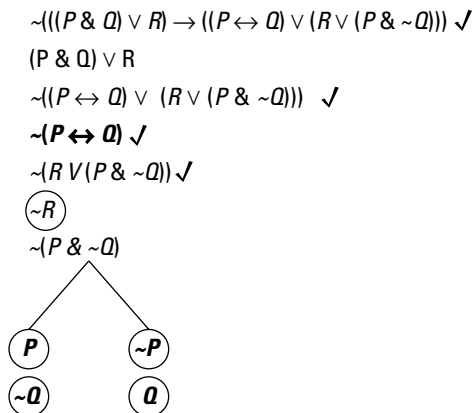 ~(((P & Q) ∨ R) → ((P ↔ Q) ∨ (R ∨ (P & ~Q))) ✓
(P & Q) ∨ R
~((P ↔ Q) ∨ (R ∨ (P & ~Q))) ✓
~(P ↔ Q) ✓
~(R V (P & ~Q)) ✓
~R
~(P & ~Q)
P ~P
~Q Q